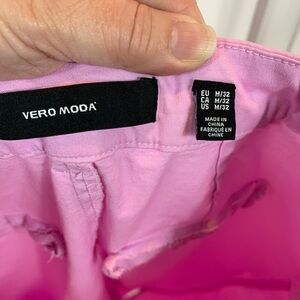 VERO MODA
EU M/32
CA M/32
US M/32
MADE IN
CHINA
FABRIQUÉ EN
CHINE